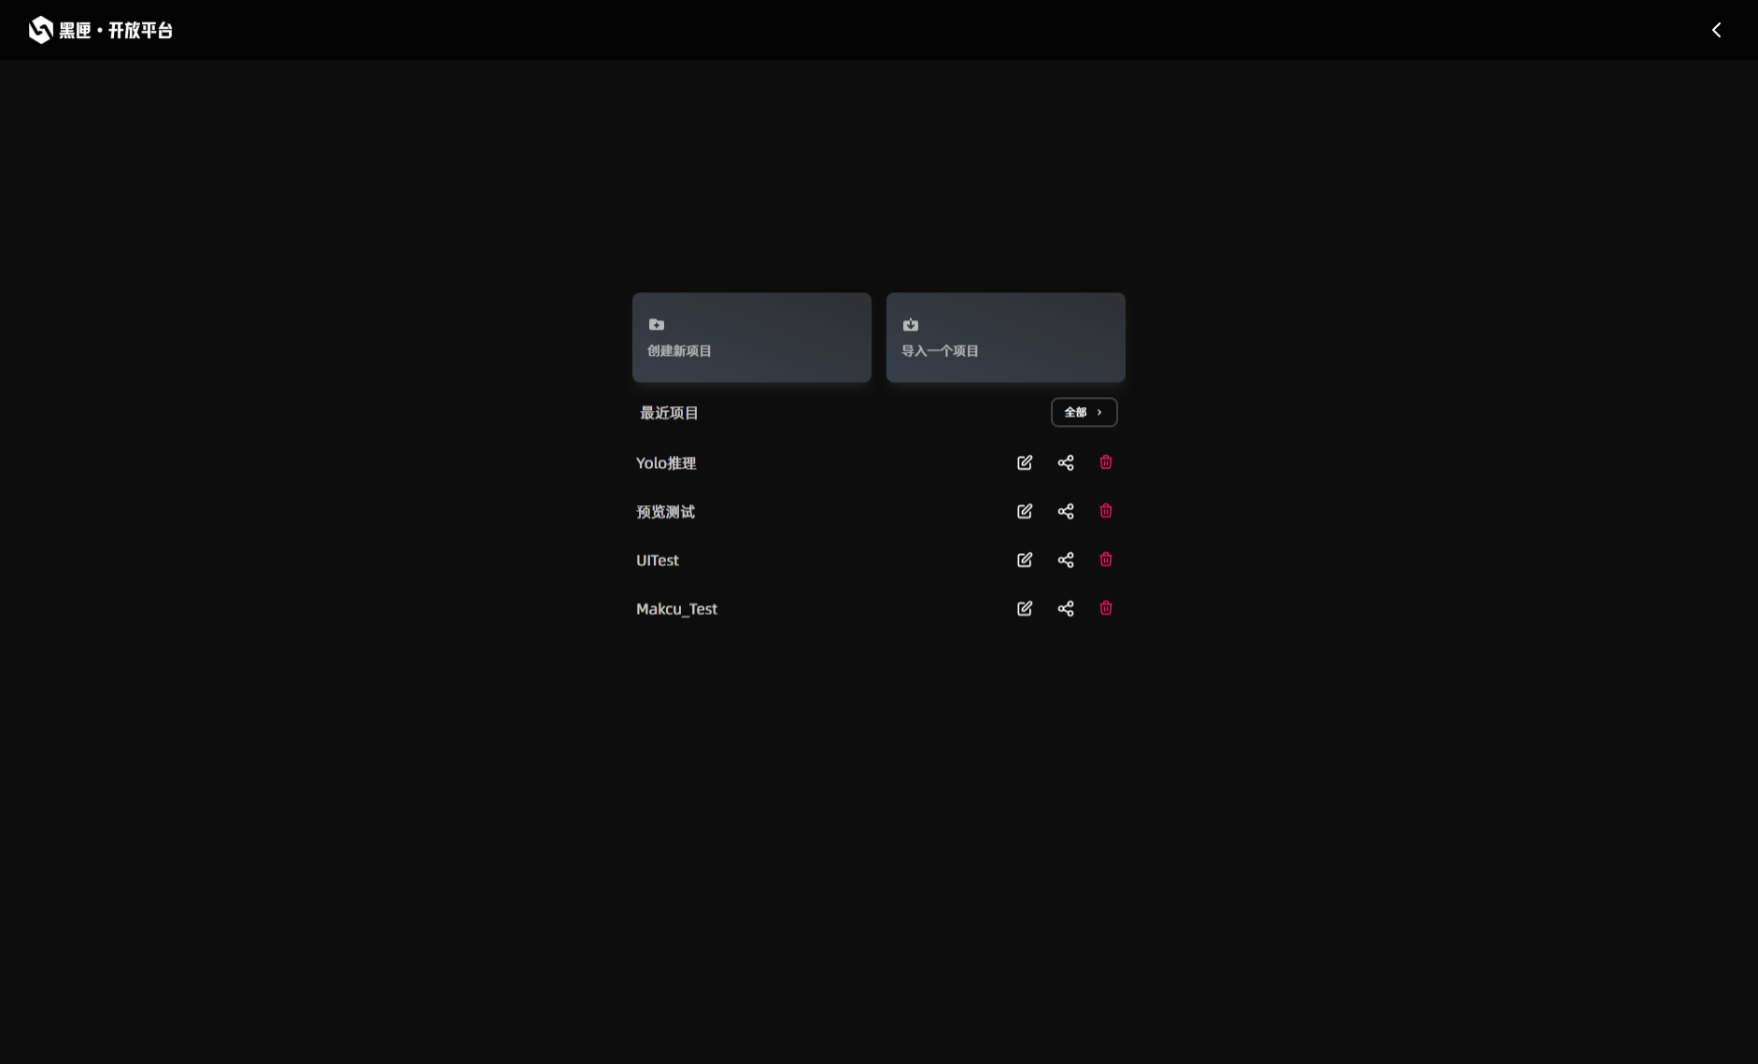 黑匣·开放平台
创建新项目
导入一个项目
最近项目
全部
Yolo推理
预览测试
UITest
Makcu_Test